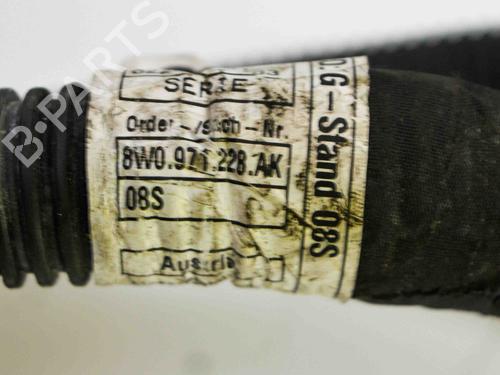 SERIE
Order - /Sach - Nr.
8W0.971.228.AK
08S
Austria
G-Stand 08S
B-PARTS